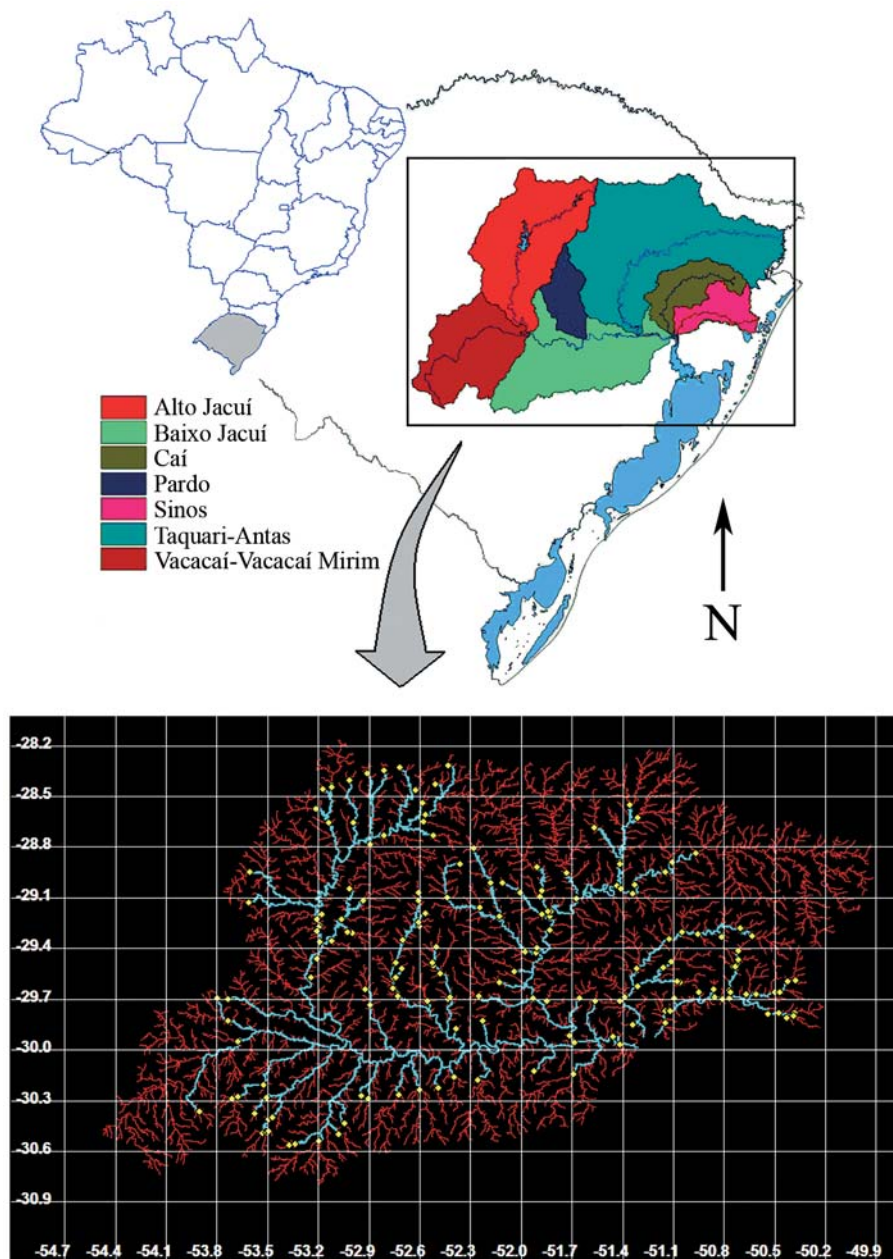 Alto Jacuí
Baixo Jacuí
Caí
Pardo
Sinos
Taquari-Antas
Vacacaí-Vacacaí Mirim
N
-28.2
-28.5
-28.8
-29.1
-29.4
-29.7
-30.0
-30.3
-30.6
-30.9
-54.7 -54.4 -54.1 -53.8 -53.5 -53.2 -52.9 -52.6 -52.3 -52.0 -51.7 -51.4 -51.1 -50.8 -50.5 -50.2 -49.9